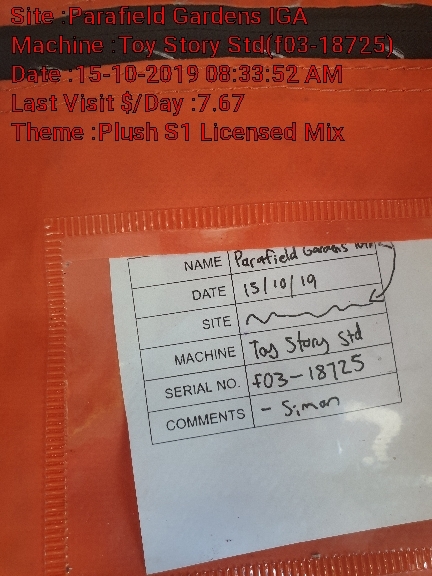 Site :Parafield Gardens IGA
Machine :Toy Story Std(f03-18725)
Date :15-10-2019 08:33:52 AM
Last Visit $/Day :7.67
Theme :Plush S1 Licensed Mix
NAME Parafield Gardens
DATE 15/10/19
SITE
MACHINE Toy Story Std
SERIAL NO. f03-18725
COMMENTS - Simon